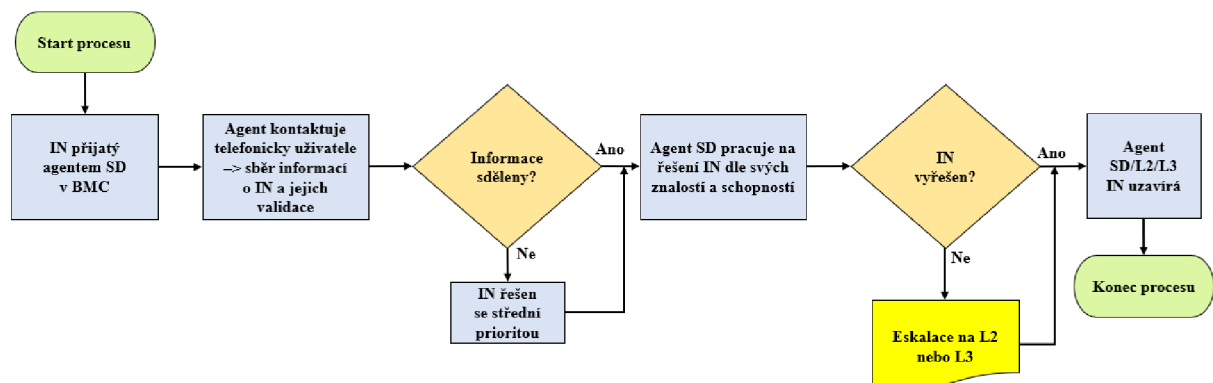 Start procesu
IN přijatý
agentem SD
v BMC
Agent kontaktuje
telefonicky uživatele
–> sběr informací
o IN a jejich
validace
Informace
sděleny?
Ano
Ne
IN řešen
se střední
prioritou
Agent SD pracuje na
řešení IN dle svých
znalostí a schopností
IN
vyřešen?
Ano
Ne
Eskalace na L2
nebo L3
Agent
SD/L2/L3
IN uzavírá
Konec procesu